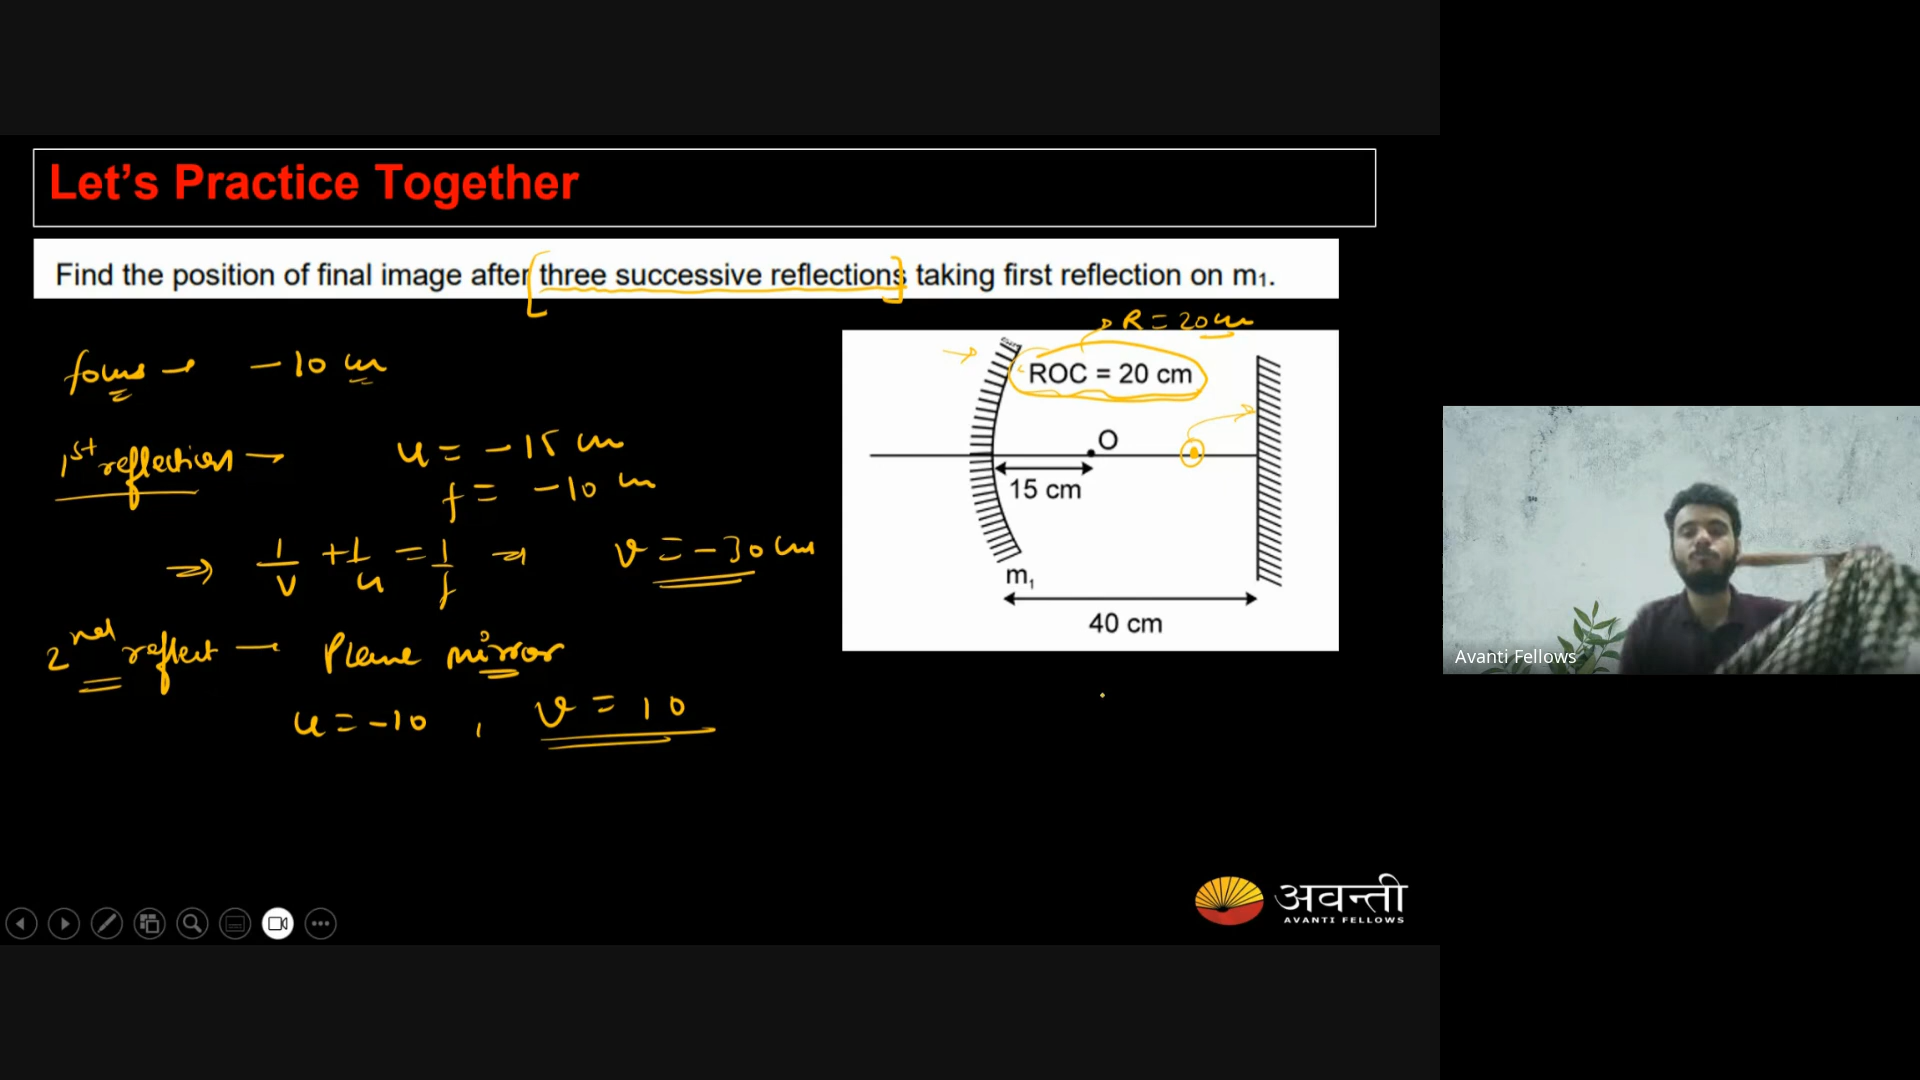 Let's Practice Together
Find the position of final image after three successive reflections taking first reflection on m₁.
R = 20 cm
focus → -10 cm
ROC = 20 cm
1st reflection → u = -15 cm
f = -10 cm
O
15 cm
⇒ 1/v + 1/u = 1/f ⇒ v = -30 cm
m₁
40 cm
2nd reflect → Plane mirror
u = -10 , v = 10
Avanti Fellows
अवन्ती
AVANTI FELLOWS